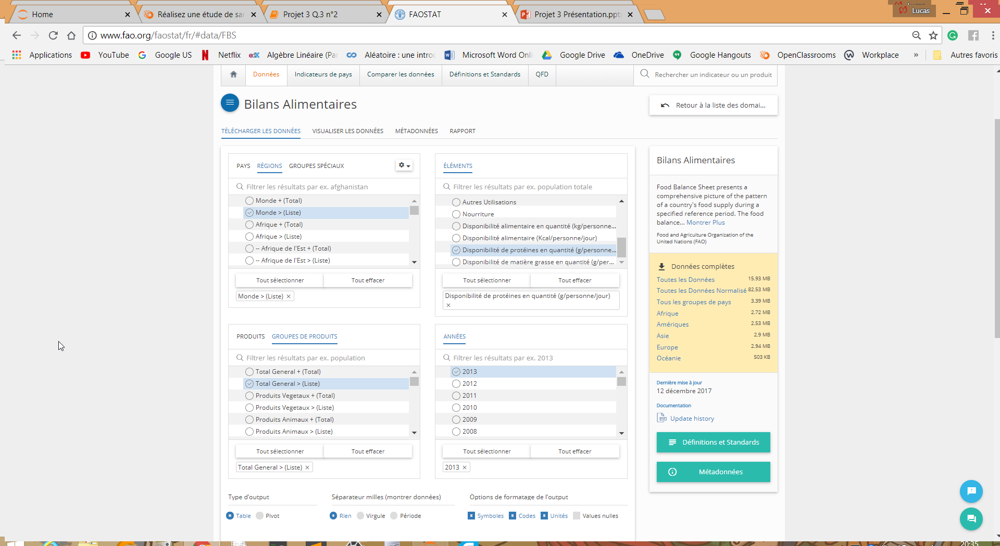 Home
Réalisez une étude de sar
Projet 3 Q.3 n°2
FAOSTAT
Projet 3 Présentation.pptx
Lucas
www.fao.org/faostat/fr/#data/FBS
Applications
YouTube
Google US
Netflix
Algèbre Linéaire (Pa
Aléatoire : une intro
Microsoft Word Onli
Google Drive
OneDrive
Google Hangouts
OpenClassrooms
Workplace
»
Autres favoris
Données
Indicateurs de pays
Comparer les données
Définitions et Standards
QFD
Rechercher un indicateur ou un produit
Bilans Alimentaires
Retour à la liste des domai...
TÉLÉCHARGER LES DONNÉES
VISUALISER LES DONNÉES
MÉTADONNÉES
RAPPORT
PAYS
RÉGIONS
GROUPES SPÉCIAUX
Filtrer les résultats par ex. afghanistan
Monde + (Total)
Monde > (Liste)
Afrique + (Total)
Afrique > (Liste)
-- Afrique de l'Est + (Total)
-- Afrique de l'Est > (Liste)
Tout sélectionner
Tout effacer
Monde > (Liste) ×
ÉLÉMENTS
Filtrer les résultats par ex. population totale
Autres Utilisations
Nourriture
Disponibilité alimentaire en quantité (kg/personne...
Disponibilité alimentaire (Kcal/personne/jour)
Disponibilité de protéines en quantité (g/personne...
Disponibilité de matière grasse en quantité (g/per...
Tout sélectionner
Tout effacer
Disponibilité de protéines en quantité (g/personne/jour)
×
PRODUITS
GROUPES DE PRODUITS
Filtrer les résultats par ex. population
Total General + (Total)
Total General > (Liste)
Produits Vegetaux + (Total)
Produits Vegetaux > (Liste)
Produits Animaux + (Total)
Produits Animaux > (Liste)
Tout sélectionner
Tout effacer
Total General > (Liste) ×
ANNÉES
Filtrer les résultats par ex. 2013
2013
2012
2011
2010
2009
2008
Tout sélectionner
Tout effacer
2013 ×
Type d'output
Table
Pivot
Séparateur milles (montrer données)
Rien
Virgule
Période
Options de formatage de l'output
Symboles
Codes
Unités
Values nulles
Bilans Alimentaires
Food Balance Sheet presents a
comprehensive picture of the pattern
of a country's food supply during a
specified reference period. The food
balance... Montrer Plus
Food and Agriculture Organization of the
United Nations (FAO)
Données complètes
Toutes les Données 15.93 MB
Toutes les Données Normalisé 82.53 MB
Tous les groupes de pays 3.39 MB
Afrique 2.72 MB
Amériques 2.53 MB
Asie 2.9 MB
Europe 2.94 MB
Océanie 503 KB
Dernière mise à jour
12 décembre 2017
Documentation
Update history
Définitions et Standards
Métadonnées
20:35